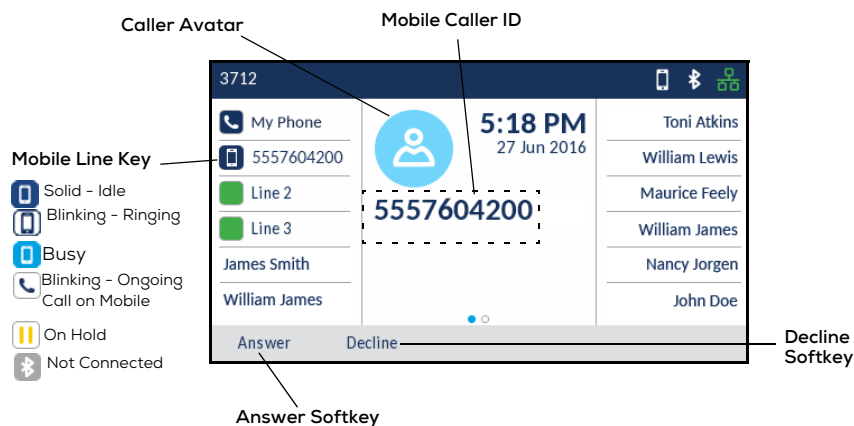 Caller Avatar
Mobile Caller ID
3712
My Phone
5:18 PM
Toni Atkins
Mobile Line Key
5557604200
27 Jun 2016
William Lewis
Solid - Idle
Line 2
Maurice Feely
Blinking - Ringing
5557604200
Line 3
William James
Busy
James Smith
Nancy Jorgen
Blinking - Ongoing
Call on Mobile
William James
John Doe
On Hold
Answer
Decline
Decline
Softkey
Not Connected
Answer Softkey